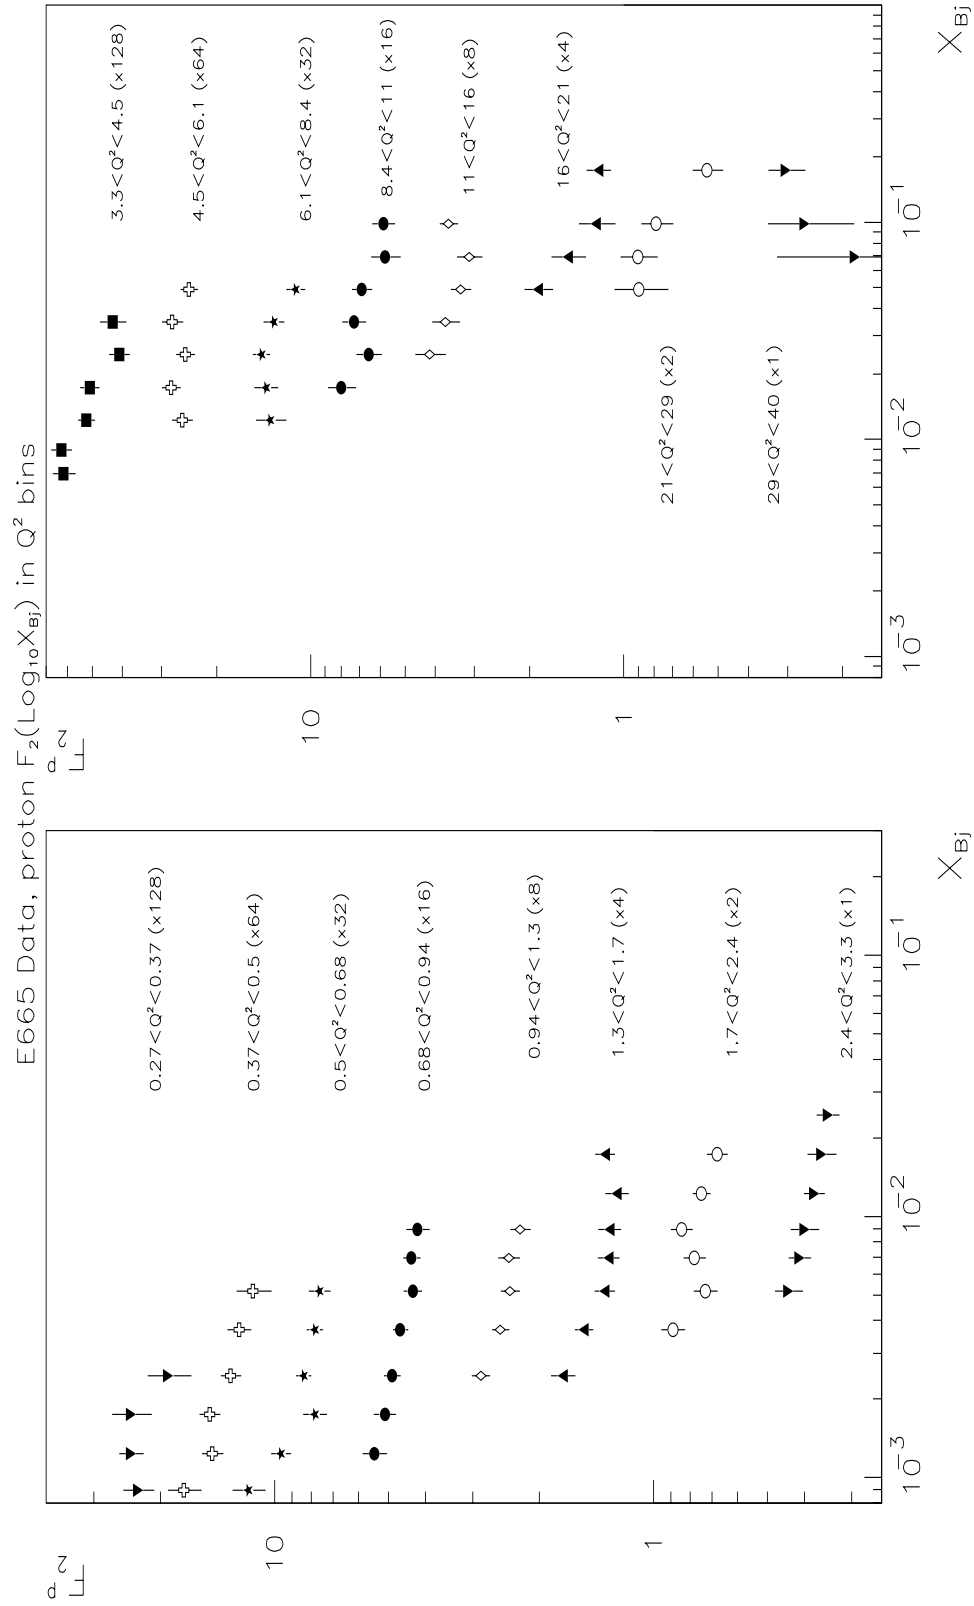 E665 Data, proton F₂(Log₁₀X_Bj) in Q² bins
F₂ᵖ
10
1
0.27<Q²<0.37 (×128)
0.37<Q²<0.5 (×64)
0.5<Q²<0.68 (×32)
0.68<Q²<0.94 (×16)
0.94<Q²<1.3 (×8)
1.3<Q²<1.7 (×4)
1.7<Q²<2.4 (×2)
2.4<Q²<3.3 (×1)
10⁻³
10⁻²
10⁻¹
X_Bj
F₂ᵖ
10
1
3.3<Q²<4.5 (×128)
4.5<Q²<6.1 (×64)
6.1<Q²<8.4 (×32)
8.4<Q²<11 (×16)
11<Q²<16 (×8)
16<Q²<21 (×4)
21<Q²<29 (×2)
29<Q²<40 (×1)
10⁻³
10⁻²
10⁻¹
X_Bj